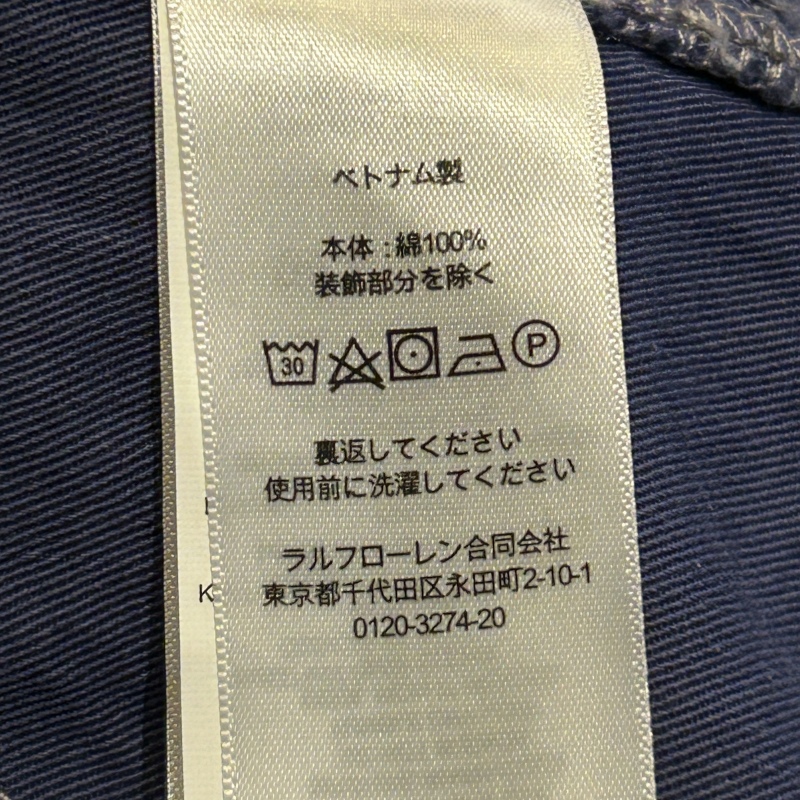 ベトナム製
本体:綿100%
装飾部分を除く
30 P
裏返してください
使用前に洗濯してください
ラルフローレン合同会社
東京都千代田区永田町2-10-1
0120-3274-20
K